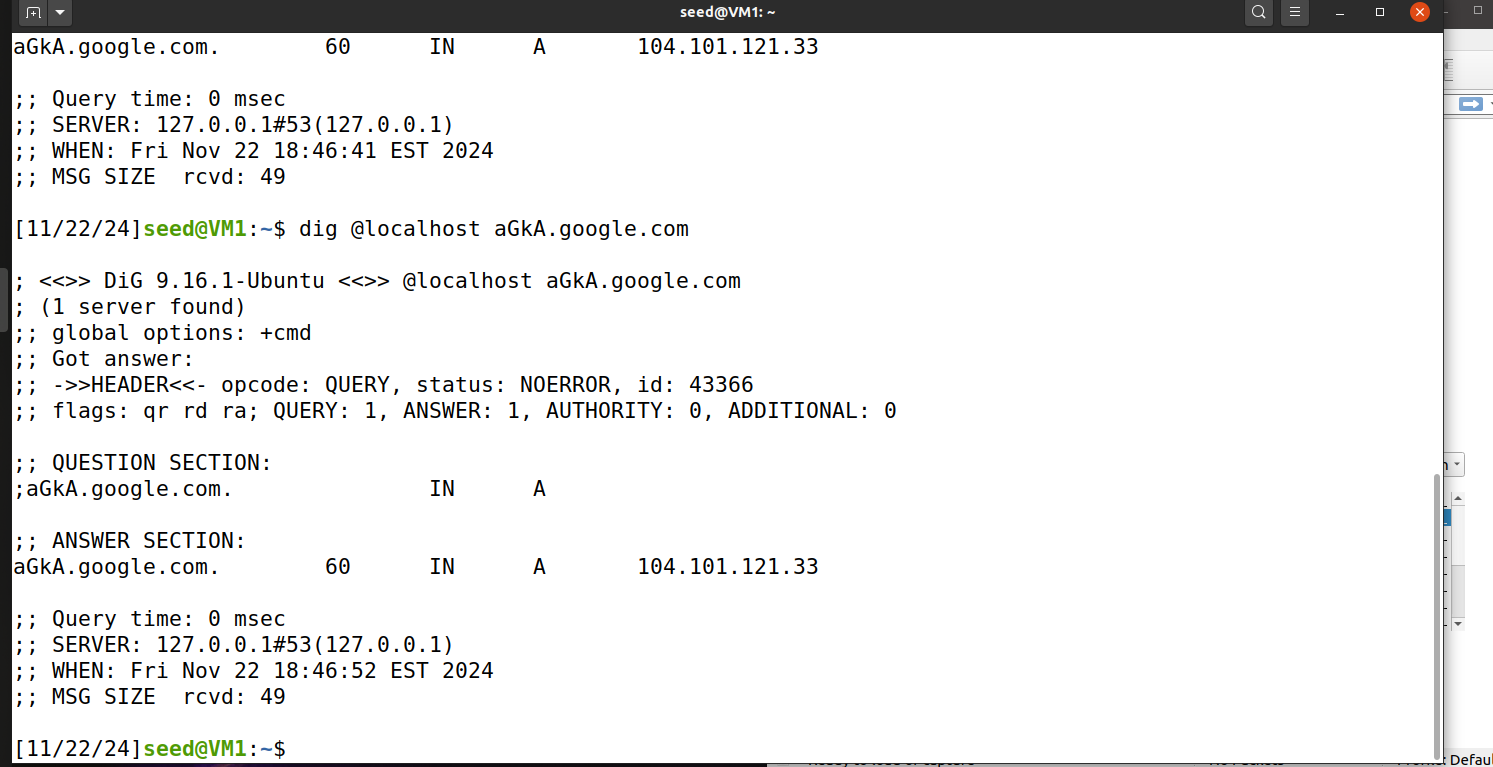 seed@VM1: ~
aGkA.google.com. 60 IN A 104.101.121.33
;; Query time: 0 msec
;; SERVER: 127.0.0.1#53(127.0.0.1)
;; WHEN: Fri Nov 22 18:46:41 EST 2024
;; MSG SIZE  rcvd: 49
[11/22/24]seed@VM1:~$ dig @localhost aGkA.google.com
; <<>> DiG 9.16.1-Ubuntu <<>> @localhost aGkA.google.com
; (1 server found)
;; global options: +cmd
;; Got answer:
;; ->>HEADER<<- opcode: QUERY, status: NOERROR, id: 43366
;; flags: qr rd ra; QUERY: 1, ANSWER: 1, AUTHORITY: 0, ADDITIONAL: 0
;; QUESTION SECTION:
;aGkA.google.com. IN A
;; ANSWER SECTION:
aGkA.google.com. 60 IN A 104.101.121.33
;; Query time: 0 msec
;; SERVER: 127.0.0.1#53(127.0.0.1)
;; WHEN: Fri Nov 22 18:46:52 EST 2024
;; MSG SIZE  rcvd: 49
[11/22/24]seed@VM1:~$